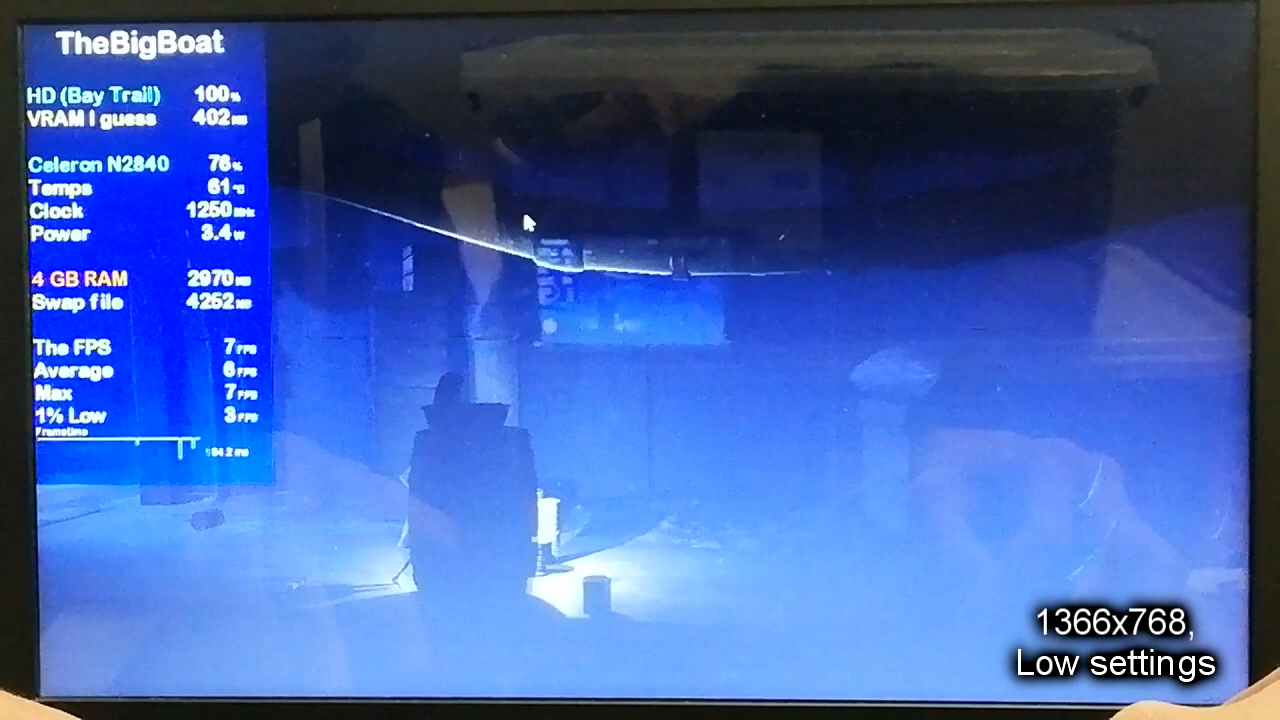 TheBigBoat
HD (Bay Trail) 100%
VRAM I guess 402MB
Celeron N2840 76%
Temps 61°C
Clock 1250MHz
Power 3.4W
4 GB RAM 2970MB
Swap file 4252MB
The FPS 7FPS
Average 6FPS
Max 7FPS
1% Low 3FPS
Frametime
1366x768,
Low settings